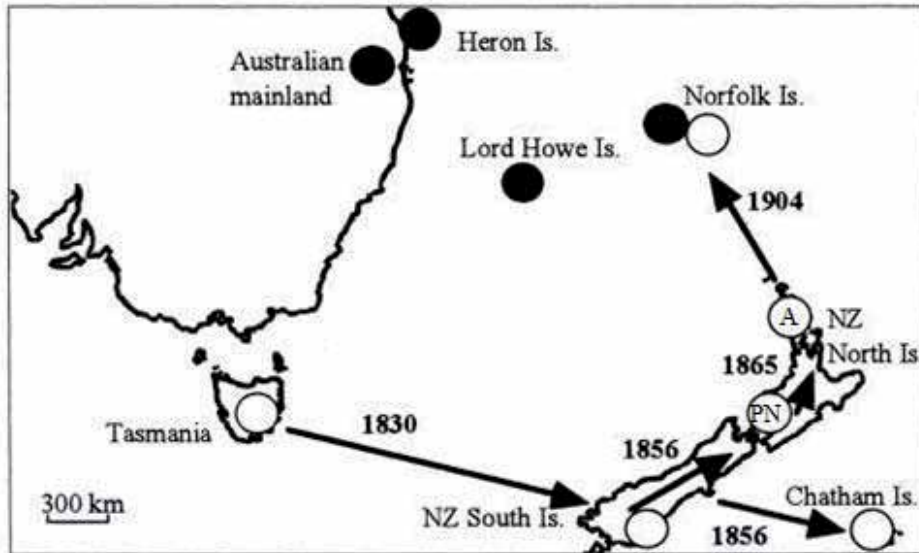 Heron Is.
Australian
mainland
Norfolk Is.
Lord Howe Is.
1904
A
NZ
North Is
1865
PN
Tasmania
1830
1856
300 km
NZ South Is.
Chatham Is.
1856